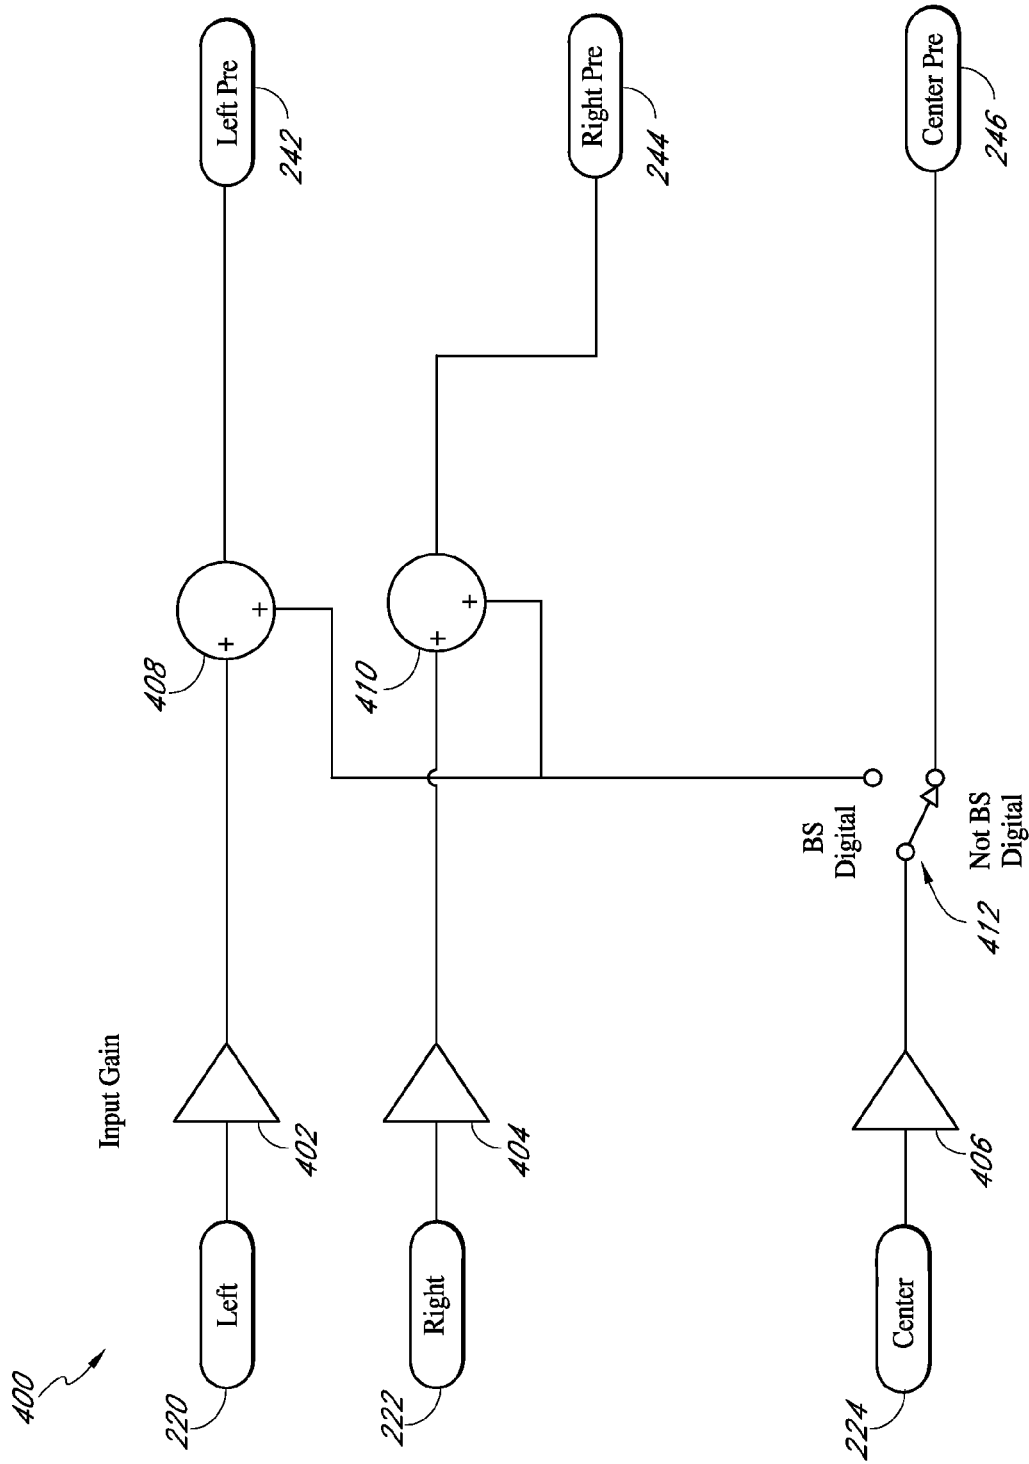 400
Input Gain
Left
220
402
408
Left Pre
242
Right
222
404
410
Right Pre
244
Center
224
406
BS
Digital
Not BS
Digital
412
Center Pre
246
+
+
+
+